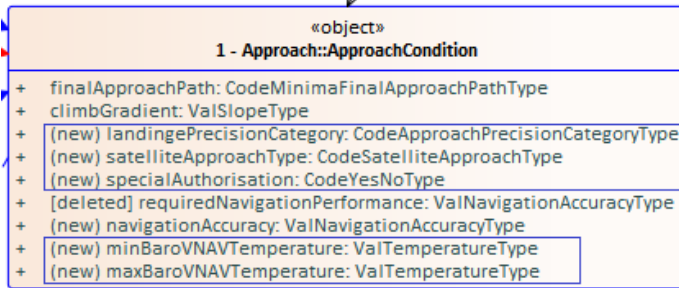 «object»
1 - Approach::ApproachCondition
+ finalApproachPath: CodeMinimaFinalApproachPathType
+ climbGradient: ValSlopeType
+ (new) landingePrecisionCategory: CodeApproachPrecisionCategoryType
+ (new) satelliteApproachType: CodeSatelliteApproachType
+ (new) specialAuthorisation: CodeYesNoType
+ [deleted] requiredNavigationPerformance: ValNavigationAccuracyType
+ (new) navigationAccuracy: ValNavigationAccuracyType
+ (new) minBaroVNAVTemperature: ValTemperatureType
+ (new) maxBaroVNAVTemperature: ValTemperatureType